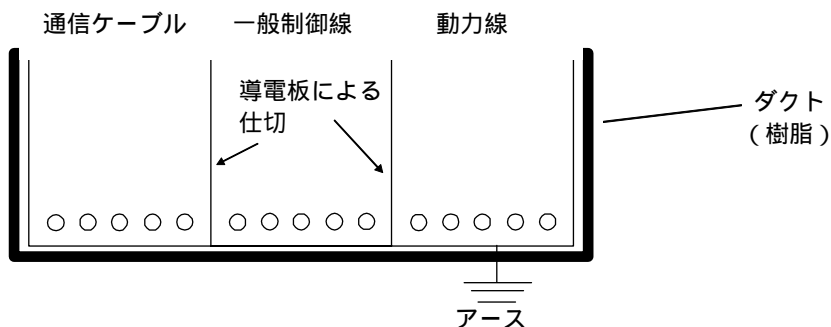 通信ケーブル
一般制御線
動力線
導電板による
仕切
ダクト
(樹脂)
アース